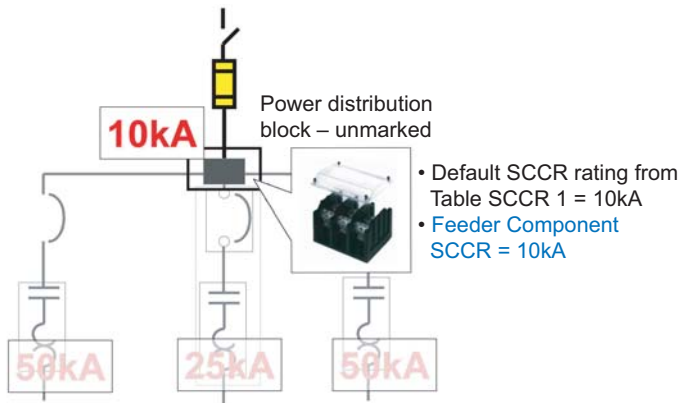 Power distribution
block – unmarked
10kA
• Default SCCR rating from
Table SCCR 1 = 10kA
• Feeder Component
SCCR = 10kA
50kA
25kA
50kA